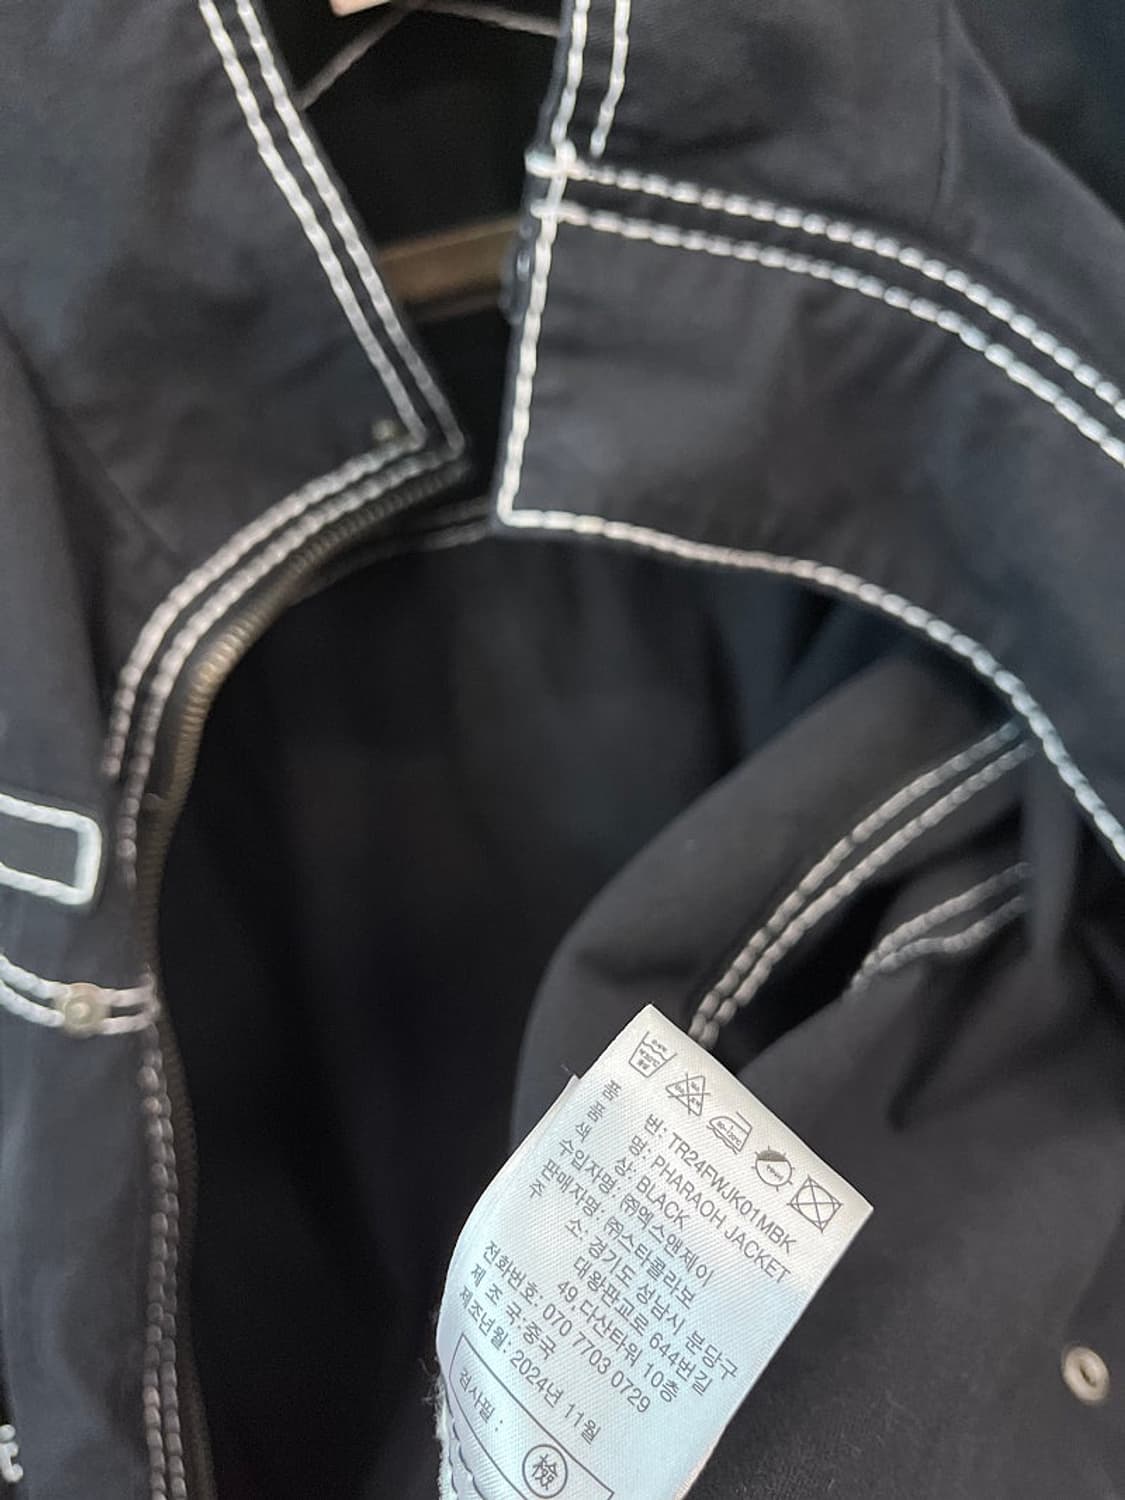 품 번: TR24FWJK01MBK
품 명: PHARAOH JACKET
색 상: BLACK
수입자명: ㈜엑스앤제이
판매자명: ㈜스타콜라보
주 소: 경기도 성남시 분당구
대왕판교로 644번길
49, 다산타워 10층
전화번호: 070 7703 0729
제 조 국: 중국
제조년월: 2024년 11월
검사필 :
檢